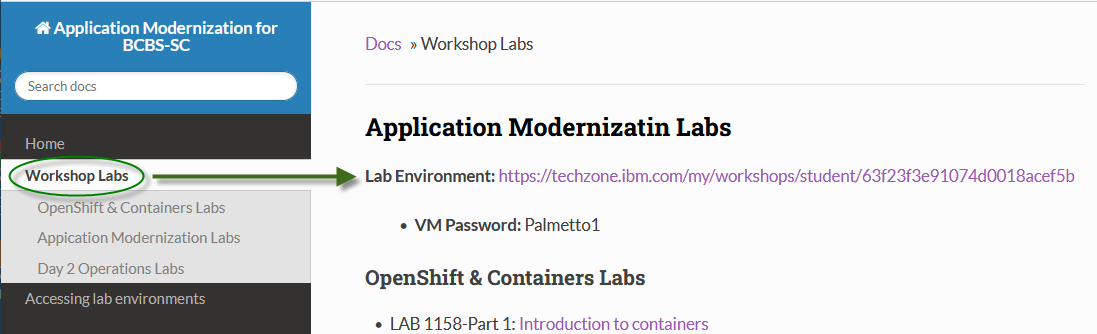 Application Modernization for
BCBS-SC
Search docs
Home
Workshop Labs
OpenShift & Containers Labs
Appication Modernization Labs
Day 2 Operations Labs
Accessing lab environments
Docs » Workshop Labs
Application Modernizatin Labs
Lab Environment: https://techzone.ibm.com/my/workshops/student/63f23f3e91074d0018acef5b
• VM Password: Palmetto1
OpenShift & Containers Labs
• LAB 1158-Part 1: Introduction to containers